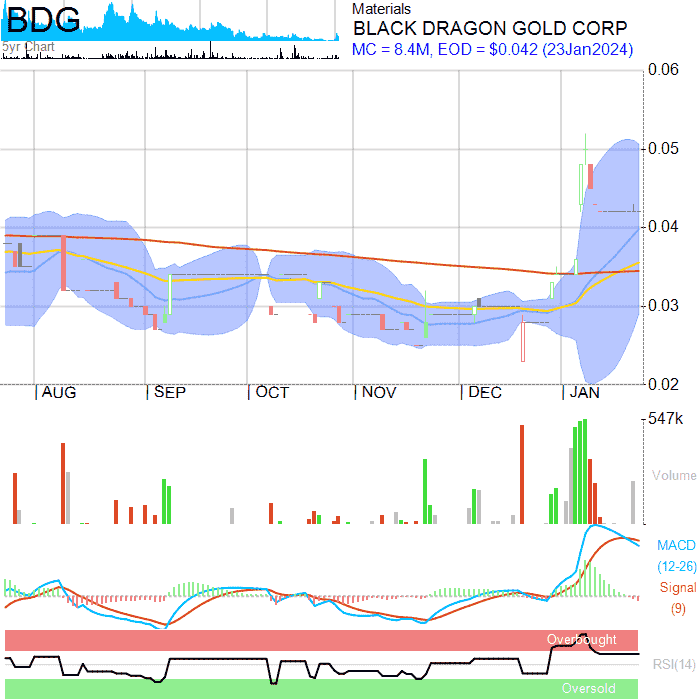 BDG
5yr Chart
Materials
BLACK DRAGON GOLD CORP
MC = 8.4M, EOD = $0.042 (23Jan2024)
0.06
0.05
0.04
0.03
0.02
AUG SEP OCT NOV DEC JAN
547k
Volume
MACD
(12-26)
Signal
(9)
Overbought
RSI(14)
Oversold